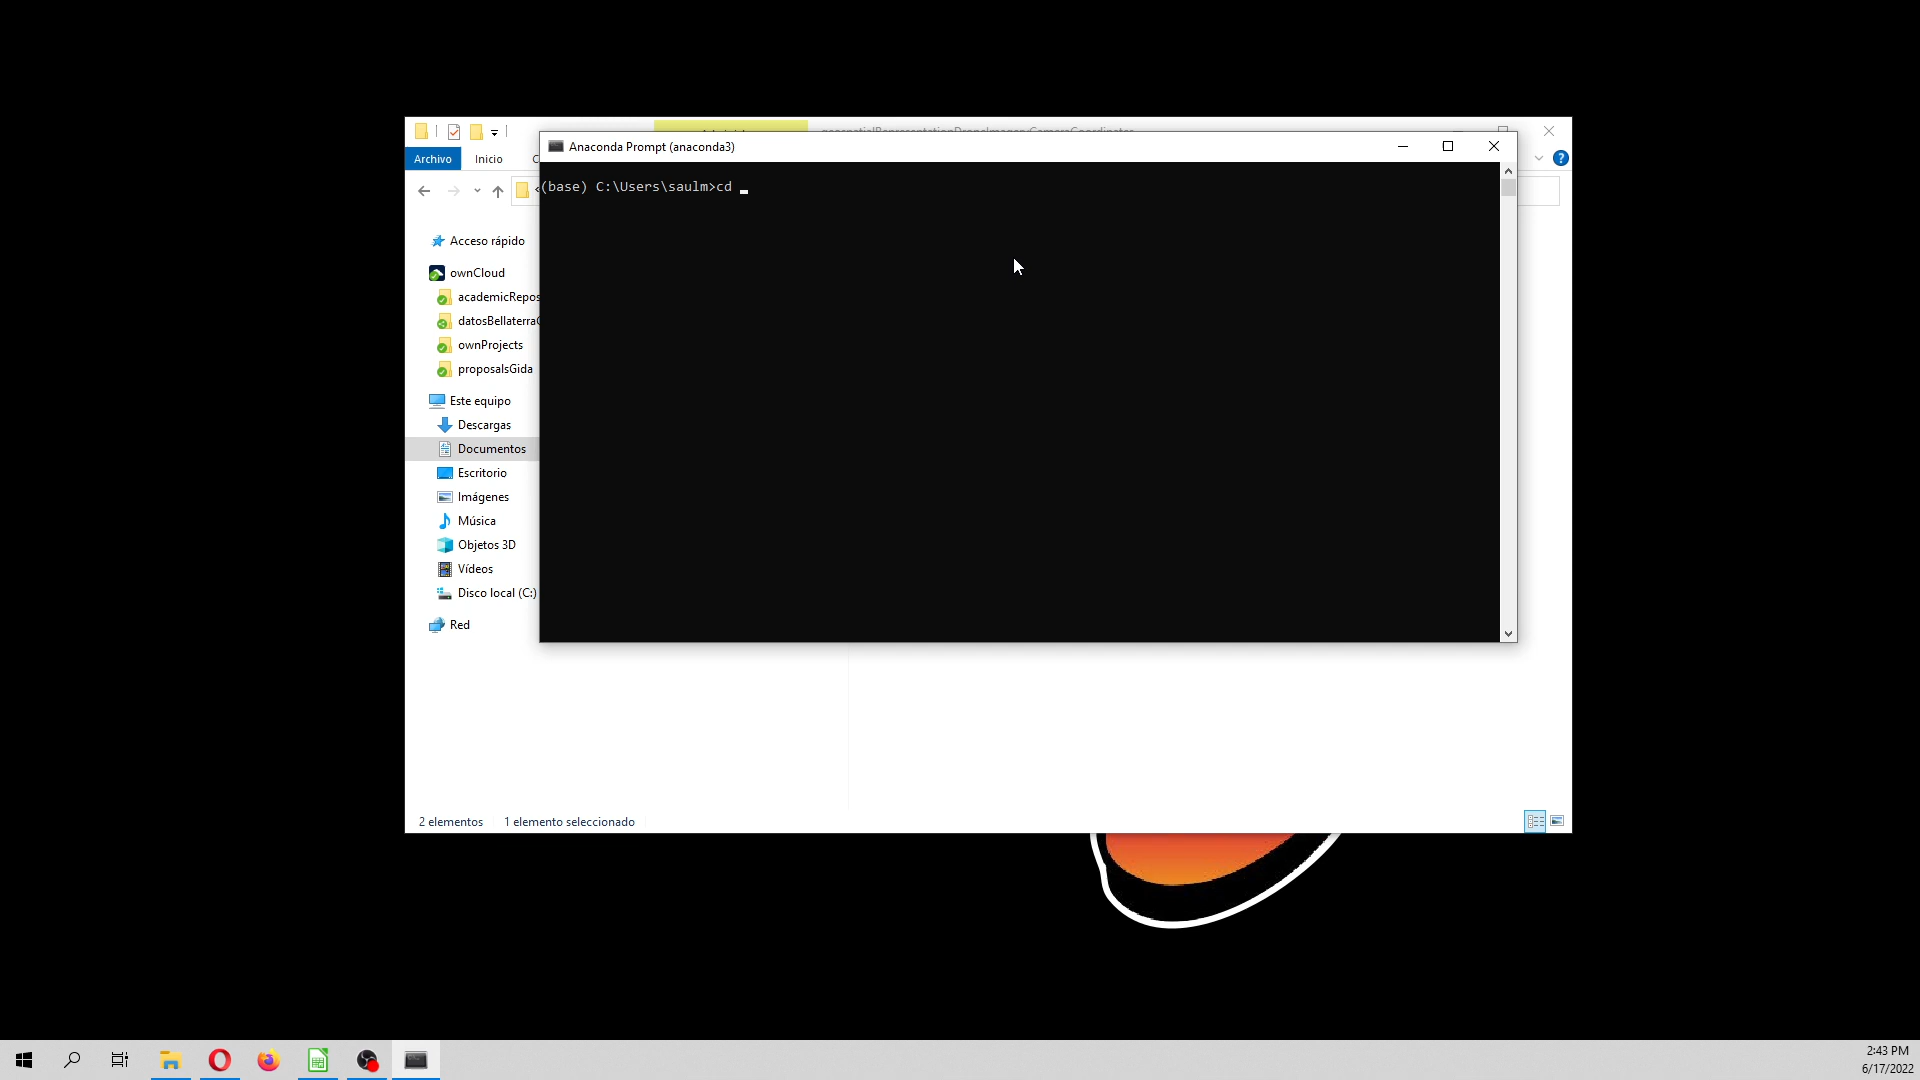 Anaconda Prompt (anaconda3)
Archivo
Inicio
(base) C:\Users\saulm>cd
Acceso rápido
ownCloud
academicRepos
datosBellaterra
ownProjects
proposalsGida
Este equipo
Descargas
Documentos
Escritorio
Imágenes
Música
Objetos 3D
Vídeos
Disco local (C:)
Red
2 elementos 1 elemento seleccionado
2:43 PM
6/17/2022